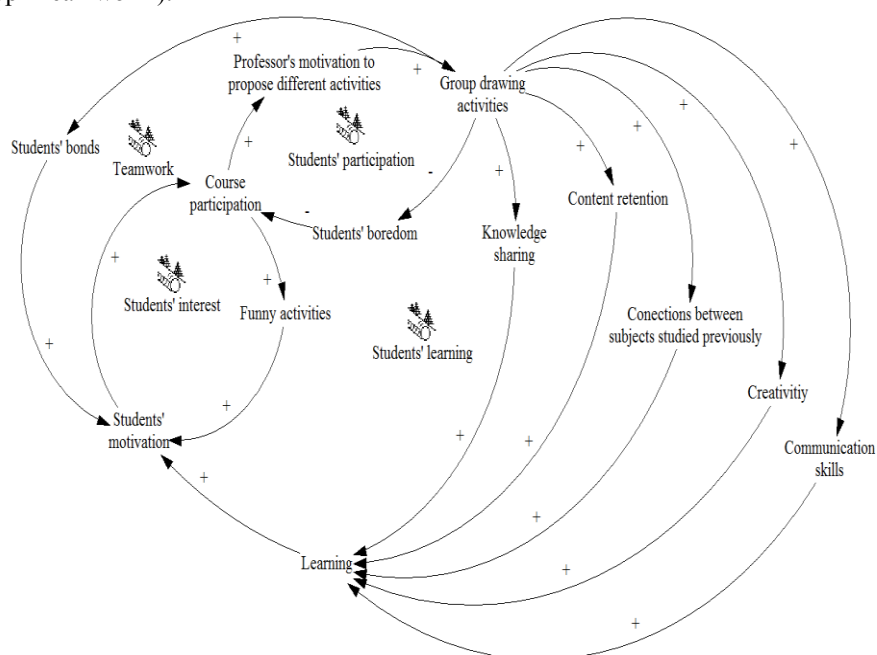 +
Professor's motivation to
propose different activities
+
Group drawing
activities
+
+
+
Students' bonds
Teamwork
+
Students' participation
-
+
+
Course
participation
Content retention
-
Students' boredom
Knowledge
sharing
+
+
Students' interest
Funny activities
Conections between
subjects studied previously
Students' learning
+
+
Creativitiy
Students'
motivation
+
+
Communication
skills
+
+
Learning
+
+